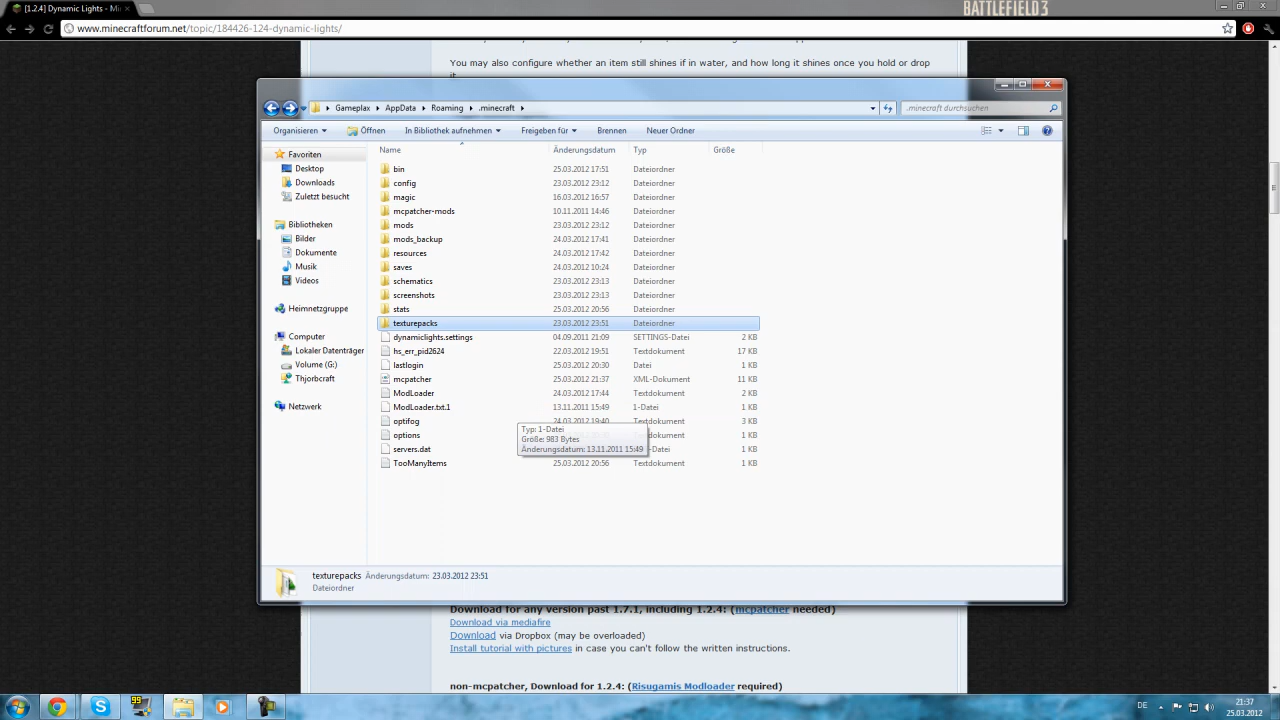 [1.2.4] Dynamic Lights - Min
BATTLEFIELD 3
www.minecraftforum.net/topic/184426-124-dynamic-lights/
You may also configure whether an item still shines if in water, and how long it shines once you hold or drop
it.
Gameplax
AppData
Roaming
.minecraft
.minecraft durchsuchen
Organisieren
Öffnen
In Bibliothek aufnehmen
Freigeben für
Brennen
Neuer Ordner
Name Änderungsdatum Typ Größe
Favoriten
Desktop
Downloads
Zuletzt besucht
Bibliotheken
Bilder
Dokumente
Musik
Videos
Heimnetzgruppe
Computer
Lokaler Datenträger
Volume (G:)
Thjorbcraft
Netzwerk
bin 25.03.2012 17:51 Dateiordner
config 23.03.2012 23:12 Dateiordner
magic 16.03.2012 16:57 Dateiordner
mcpatcher-mods 10.11.2011 14:46 Dateiordner
mods 23.03.2012 23:12 Dateiordner
mods_backup 24.03.2012 17:41 Dateiordner
resources 24.03.2012 17:42 Dateiordner
saves 24.03.2012 10:24 Dateiordner
schematics 23.03.2012 23:13 Dateiordner
screenshots 23.03.2012 23:13 Dateiordner
stats 25.03.2012 20:56 Dateiordner
texturepacks 23.03.2012 23:51 Dateiordner
dynamiclights.settings 04.09.2011 21:09 SETTINGS-Datei 2 KB
hs_err_pid2624 22.03.2012 19:51 Textdokument 17 KB
lastlogin 25.03.2012 20:30 Datei 1 KB
mcpatcher 25.03.2012 21:37 XML-Dokument 11 KB
ModLoader 24.03.2012 17:44 Textdokument 2 KB
ModLoader.txt.1 13.11.2011 15:49 1-Datei 1 KB
optifog 24.03.2012 19:40 Textdokument 3 KB
options Textdokument 1 KB
servers.dat -Datei 1 KB
TooManyItems 25.03.2012 20:56 Textdokument 1 KB
Typ: 1-Datei
Größe: 983 Bytes
Änderungsdatum: 13.11.2011 15:49
texturepacks Änderungsdatum: 23.03.2012 23:51
Dateiordner
Download for any version past 1.7.1, including 1.2.4: (mcpatcher needed)
Download via mediafire
Download via Dropbox (may be overloaded)
Install tutorial with pictures in case you can't follow the written instructions.
non-mcpatcher, Download for 1.2.4: (Risugamis Modloader required)
99
DE
21:37
25.03.2012